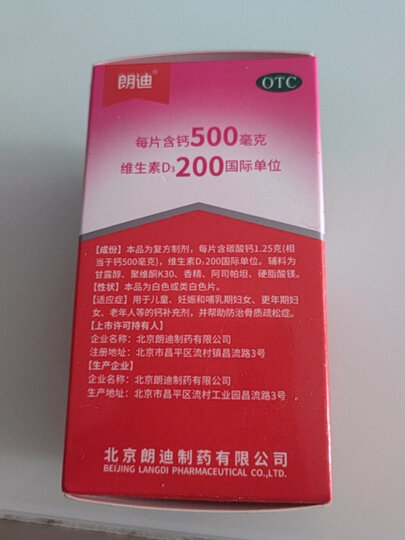 朗迪®
OTC
每片含钙500毫克
维生素D₃200国际单位
【成份】本品为复方制剂，每片含碳酸钙1.25克(相
当于钙500毫克)，维生素D₃200国际单位。辅料为
甘露醇、聚维酮K30、香精、阿司帕坦、硬脂酸镁。
【性状】本品为白色或类白色片。
【适应症】用于儿童、妊娠和哺乳期妇女、更年期妇
女、老年人等的钙补充剂，并帮助防治骨质疏松症。
【上市许可持有人】
企业名称：北京朗迪制药有限公司
注册地址：北京市昌平区流村镇昌流路3号
【生产企业】
企业名称：北京朗迪制药有限公司
生产地址：北京市昌平区流村工业园昌流路3号
北京朗迪制药有限公司
BEIJING LANGDI PHARMACEUTICAL CO.,LTD.